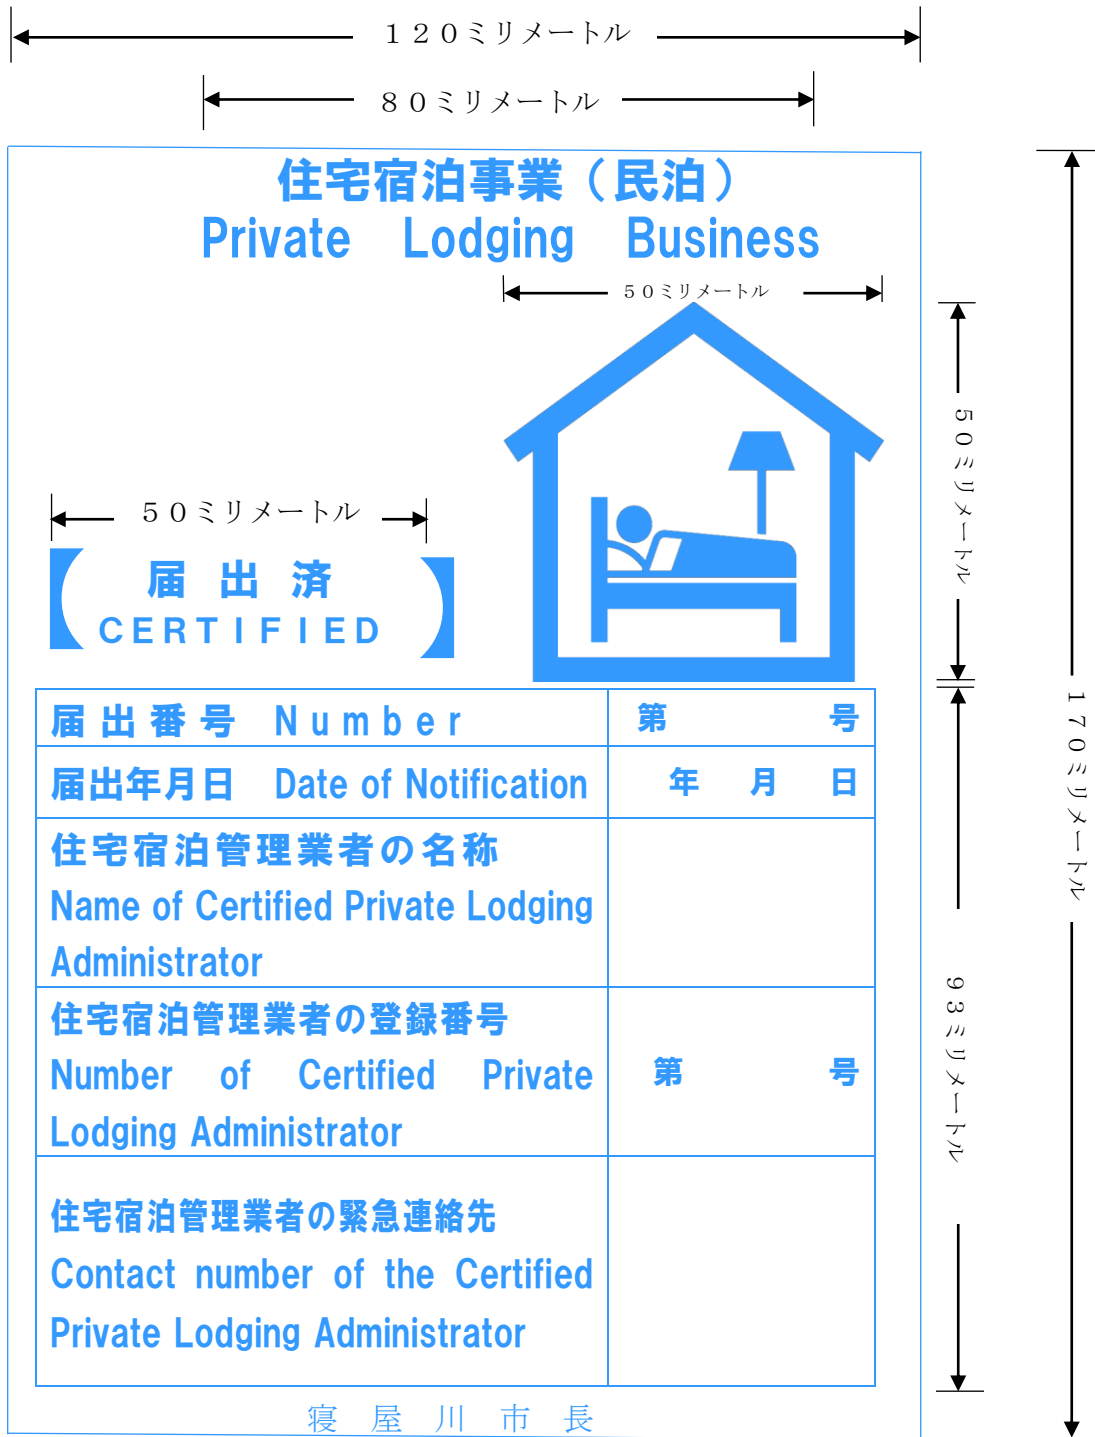 １２０ミリメートル
８０ミリメートル
住宅宿泊事業（民泊）
Private Lodging Business
５０ミリメートル
５０ミリメートル
５０ミリメートル
届出済
CERTIFIED
１７０ミリメートル
届出番号 Number 第 号
届出年月日 Date of Notification 年 月 日
住宅宿泊管理業者の名称
Name of Certified Private Lodging
Administrator
９３ミリメートル
住宅宿泊管理業者の登録番号
Number of Certified Private
Lodging Administrator
第 号
住宅宿泊管理業者の緊急連絡先
Contact number of the Certified
Private Lodging Administrator
寝屋川市長